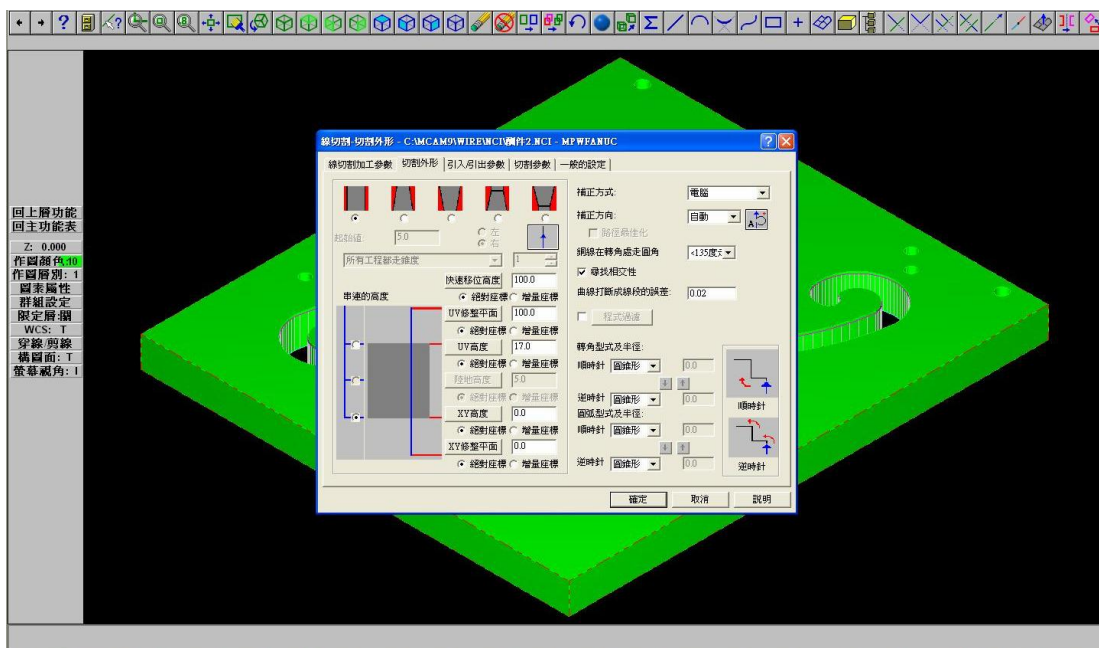 線切割-切割外形 - C:\MCAM9\WIRE\NCI\關件2.NCI - MPWFANUC
線切割加工參數 切割外形 引入/引出參數 切割參數 一般的設定
起始值: 5.0 左
右
所有工程都走錐度 1
快速移位高度 100.0
串連的高度 絕對座標 增量座標
UV修整平面 100.0
絕對座標 增量座標
UV高度 17.0
絕對座標 增量座標
陸地高度 5.0
絕對座標 增量座標
XY高度 0.0
絕對座標 增量座標
XY修整平面 0.0
絕對座標 增量座標
補正方式: 電腦
補正方向: 自動
路徑最佳化
銅線在轉角處走圓角 <135度走
尋找相交性
曲線打斷成線段的誤差: 0.02
程式過濾
轉角型式及半徑:
順時針 圓錐形 0.0
逆時針 圓錐形 0.0
圓弧型式及半徑:
順時針 圓錐形 0.0
逆時針 圓錐形 0.0
順時針
逆時針
確定 取消 說明
回上層功能
回主功能表
Z: 0.000
作圖顏色:10
作圖層別: 1
圖素屬性
群組設定
限定層:關
WCS: T
穿線/剪線
構圖面: T
螢幕視角: I